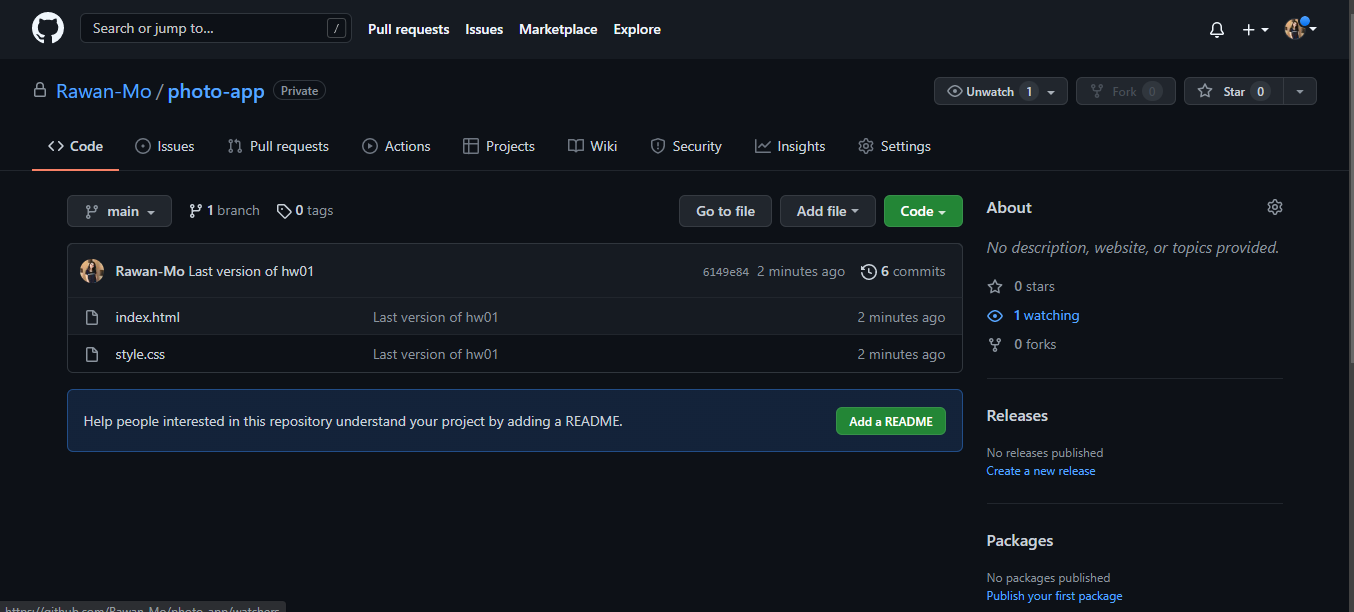 Search or jump to... / Pull requests Issues Marketplace Explore
Rawan-Mo / photo-app Private Unwatch 1 Fork 0 Star 0
Code Issues Pull requests Actions Projects Wiki Security Insights Settings
main 1 branch 0 tags Go to file Add file Code
Rawan-Mo Last version of hw01 6149e84 2 minutes ago 6 commits
index.html Last version of hw01 2 minutes ago
style.css Last version of hw01 2 minutes ago
Help people interested in this repository understand your project by adding a README. Add a README
About
No description, website, or topics provided.
0 stars
1 watching
0 forks
Releases
No releases published
Create a new release
Packages
No packages published
Publish your first package
https://github.com/Rawan-Mo/photo-app/watchers